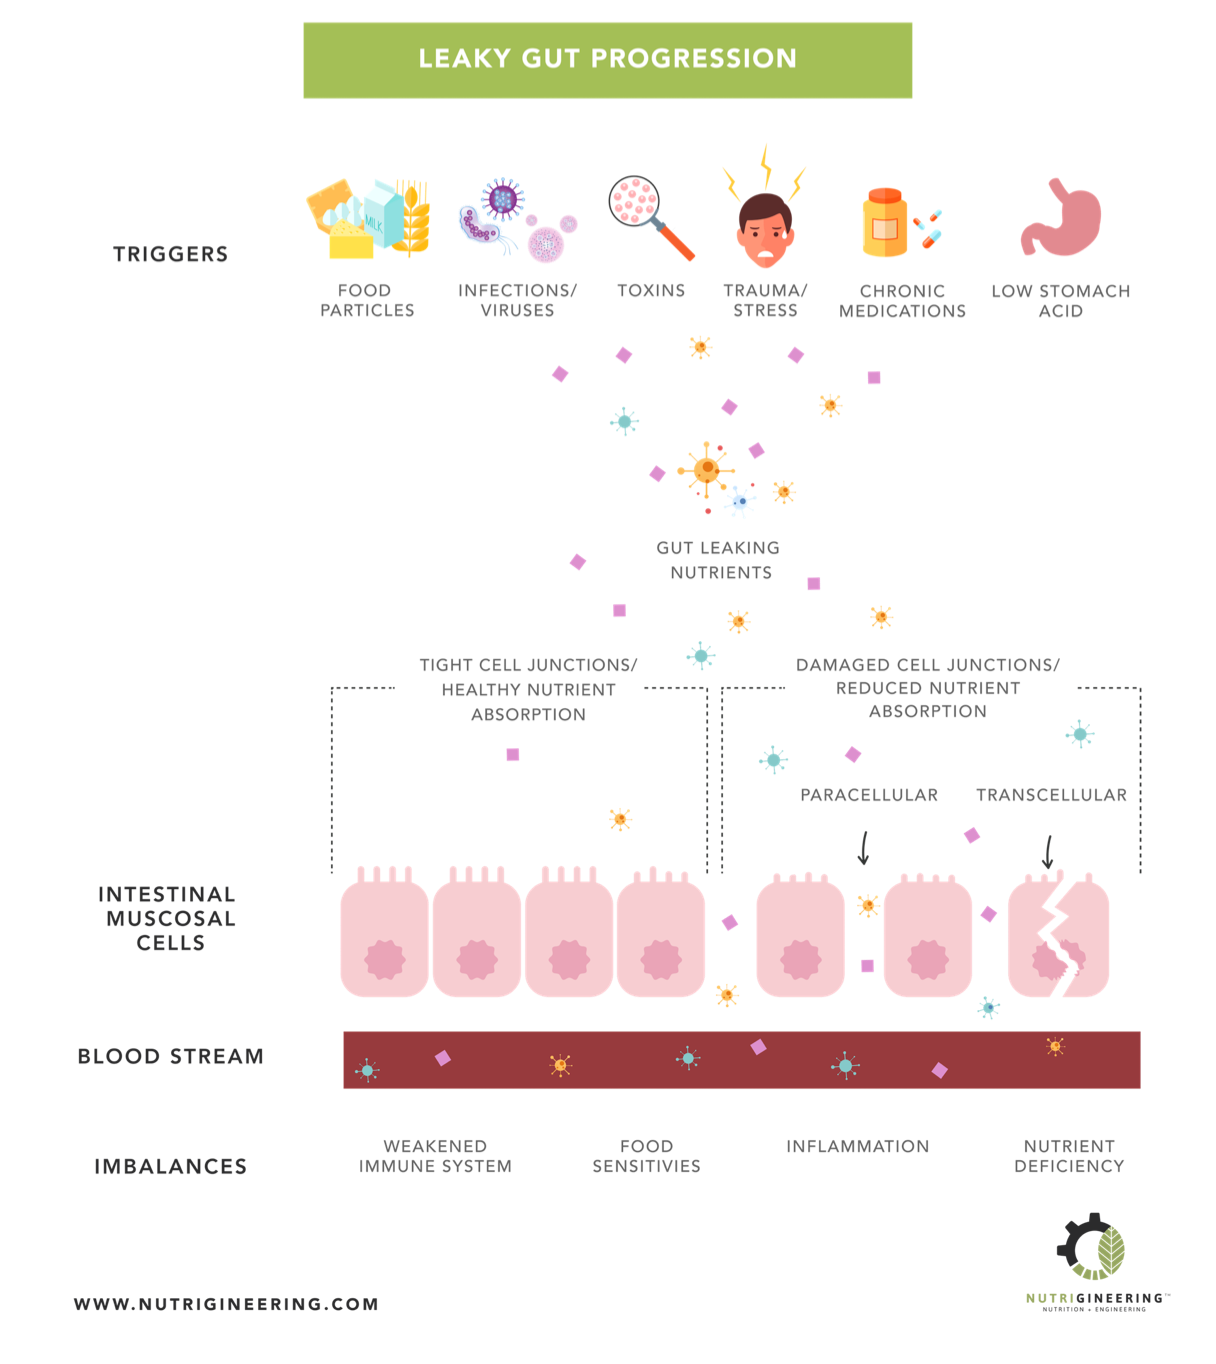 LEAKY GUT PROGRESSION
TRIGGERS
MILK
FOOD
PARTICLES
INFECTIONS/
VIRUSES
TOXINS
TRAUMA/
STRESS
CHRONIC
MEDICATIONS
LOW STOMACH
ACID
GUT LEAKING
NUTRIENTS
TIGHT CELL JUNCTIONS/
HEALTHY NUTRIENT
ABSORPTION
DAMAGED CELL JUNCTIONS/
REDUCED NUTRIENT
ABSORPTION
PARACELLULAR
TRANSCELLULAR
INTESTINAL
MUSCOSAL
CELLS
BLOOD STREAM
IMBALANCES
WEAKENED
IMMUNE SYSTEM
FOOD
SENSITIVIES
INFLAMMATION
NUTRIENT
DEFICIENCY
WWW.NUTRIGINEERING.COM
NUTRIGINEERING™
NUTRITION + ENGINEERING